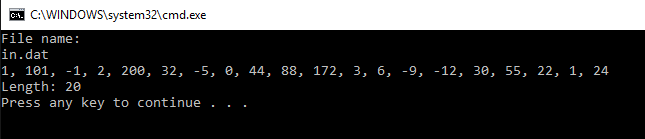 C:\WINDOWS\system32\cmd.exe
File name:
in.dat
1, 101, -1, 2, 200, 32, -5, 0, 44, 88, 172, 3, 6, -9, -12, 30, 55, 22, 1, 24
Length: 20
Press any key to continue . . .